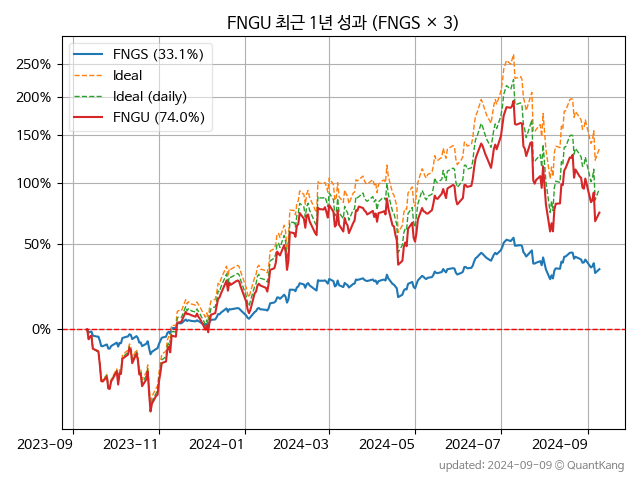 FNGU 최근 1년 성과 (FNGS × 3)
FNGS (33.1%)
Ideal
Ideal (daily)
FNGU (74.0%)
250%
200%
150%
100%
50%
0%
2023-09
2023-11
2024-01
2024-03
2024-05
2024-07
2024-09
updated: 2024-09-09 © QuantKang